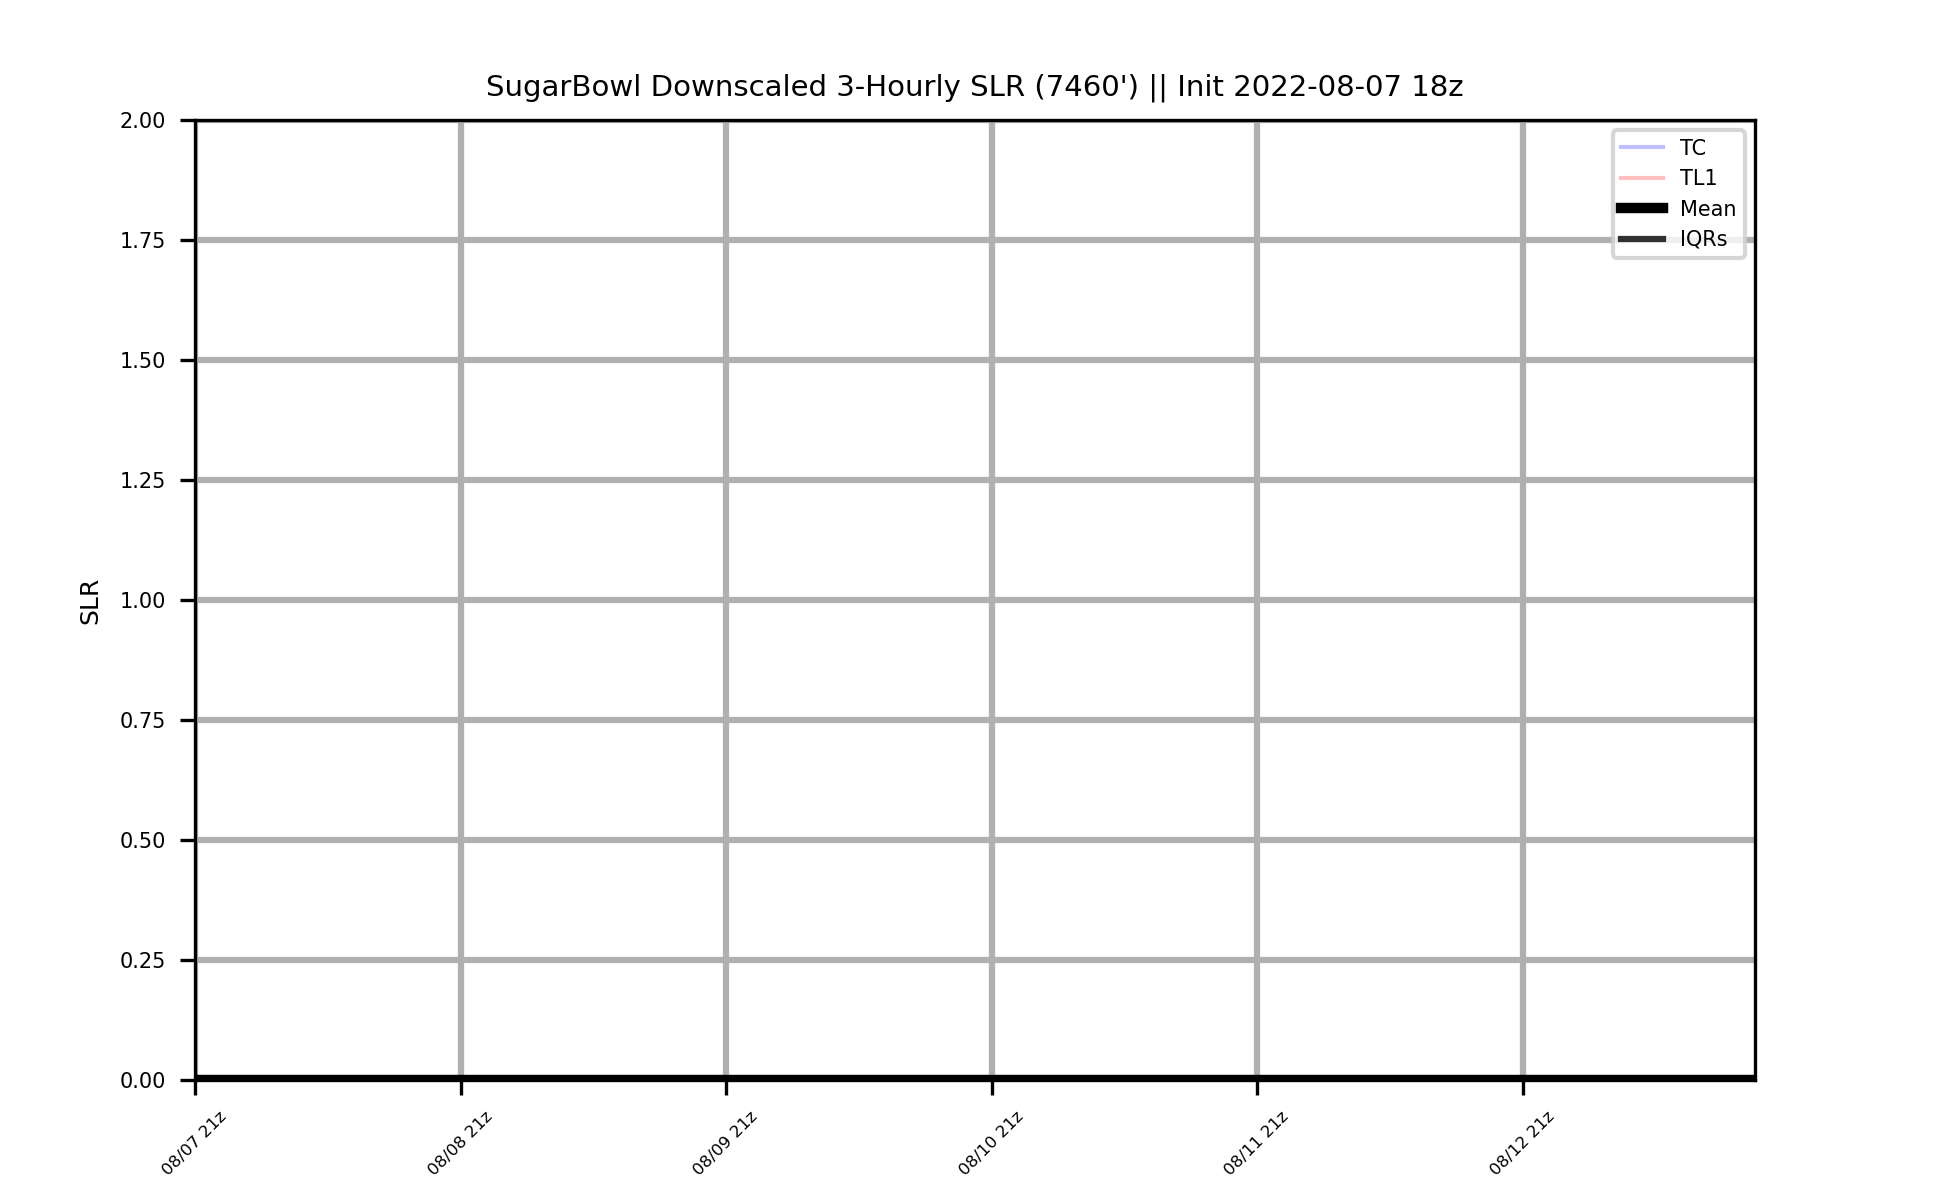 SugarBowl Downscaled 3-Hourly SLR (7460') || Init 2022-08-07 18z
2.00
1.75
1.50
1.25
1.00
0.75
0.50
0.25
0.00
SLR
TC
TL1
Mean
IQRs
08/07 21z
08/08 21z
08/09 21z
08/10 21z
08/11 21z
08/12 21z